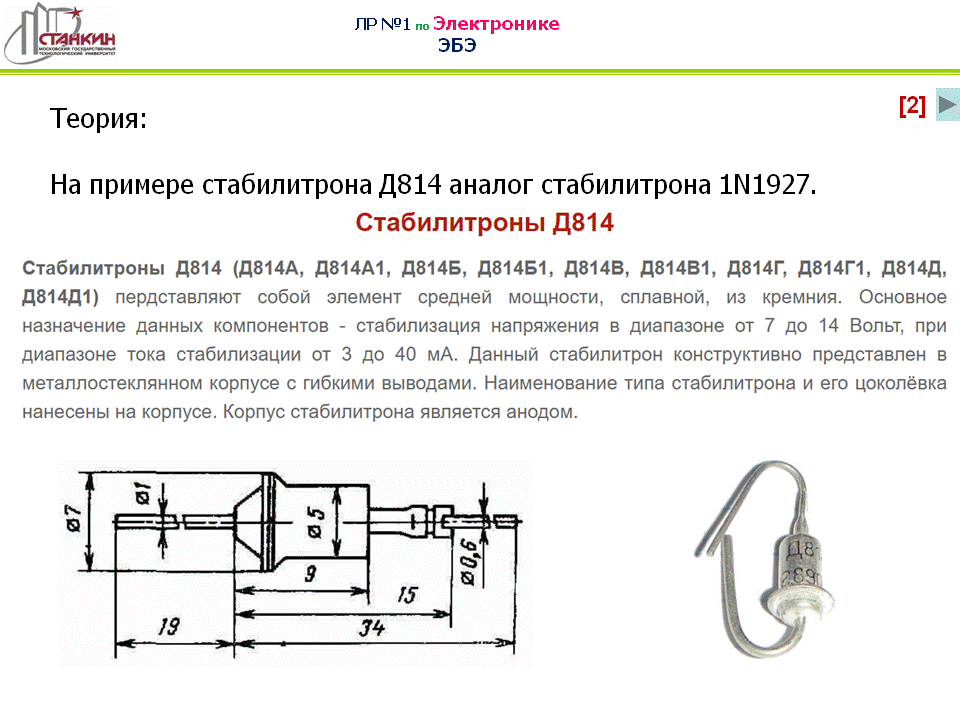 СТАНКИН
МОСКОВСКИЙ ГОСУДАРСТВЕННЫЙ
ТЕХНОЛОГИЧЕСКИЙ УНИВЕРСИТЕТ
ЛР №1 по Электронике
ЭБЭ
[2]
Теория:
На примере стабилитрона Д814 аналог стабилитрона 1N1927.
Стабилитроны Д814
Стабилитроны Д814 (Д814А, Д814А1, Д814Б, Д814Б1, Д814В, Д814В1, Д814Г, Д814Г1, Д814Д,
Д814Д1) пердставляют собой элемент средней мощности, сплавной, из кремния. Основное
назначение данных компонентов - стабилизация напряжения в диапазоне от 7 до 14 Вольт, при
диапазоне тока стабилизации от 3 до 40 мА. Данный стабилитрон конструктивно представлен в
металлостеклянном корпусе с гибкими выводами. Наименование типа стабилитрона и его цоколёвка
нанесены на корпусе. Корпус стабилитрона является анодом.
ø7
ø1
ø5
ø0,6
9
15
19
34
Д8